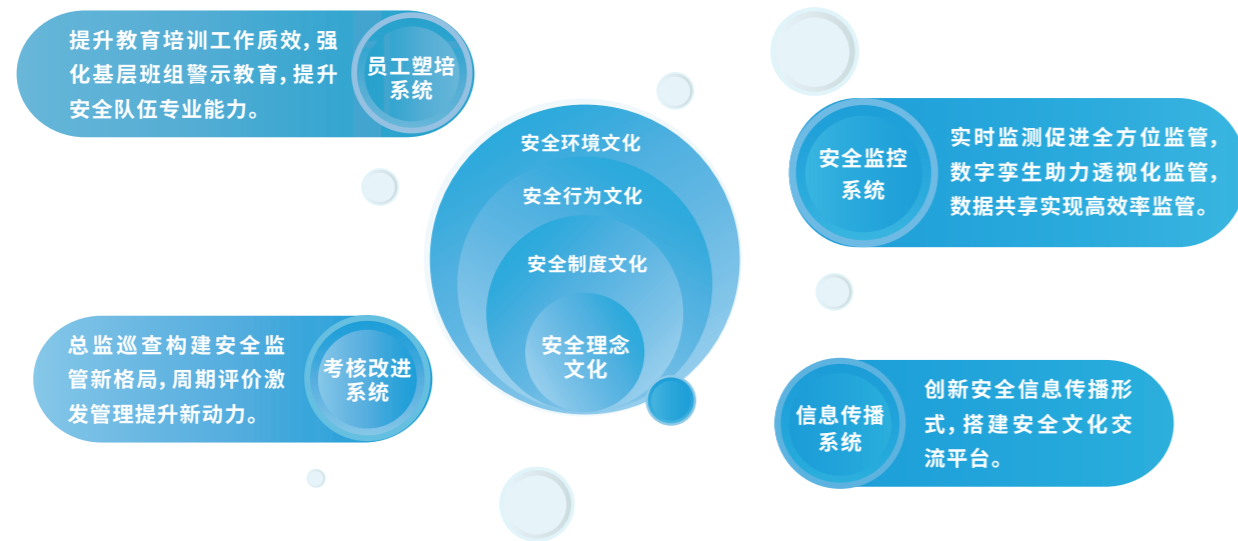 提升教育培训工作质效，强
化基层班组警示教育，提升
安全队伍专业能力。
员工塑培
系统
安全环境文化
安全行为文化
安全制度文化
安全理念
文化
安全监控
系统
实时监测促进全方位监管，
数字孪生助力透视化监管，
数据共享实现高效率监管。
总监巡查构建安全监
管新格局，周期评价激
发管理提升新动力。
考核改进
系统
信息传播
系统
创新安全信息传播形
式，搭建安全文化交
流平台。